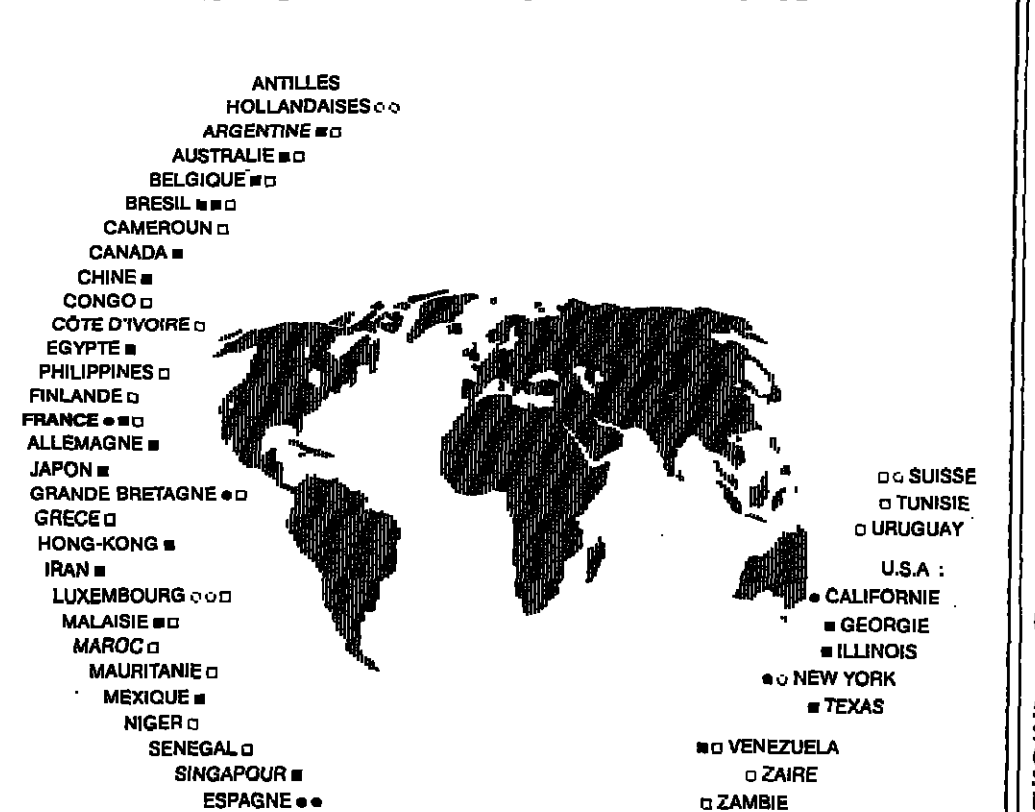 ANTILLES
HOLLANDAISES ○○
ARGENTINE ■□
AUSTRALIE ■□
BELGIQUE ■□
BRESIL ■■□
CAMEROUN □
CANADA ■
CHINE ■
CONGO □
CÔTE D'IVOIRE □
EGYPTE ■
PHILIPPINES □
FINLANDE □
FRANCE ●■□
ALLEMAGNE ■
JAPON ■
GRANDE BRETAGNE ●□
GRECE □
HONG-KONG ■
IRAN ■
LUXEMBOURG ○○□
MALAISIE ■□
MAROC □
MAURITANIE □
MEXIQUE ■
NIGER □
SENEGAL □
SINGAPOUR ■
ESPAGNE ●●
□○ SUISSE
□ TUNISIE
□ URUGUAY
U.S.A :
● CALIFORNIE
■ GEORGIE
■ ILLINOIS
●○ NEW YORK
■ TEXAS
■□ VENEZUELA
□ ZAIRE
□ ZAMBIE